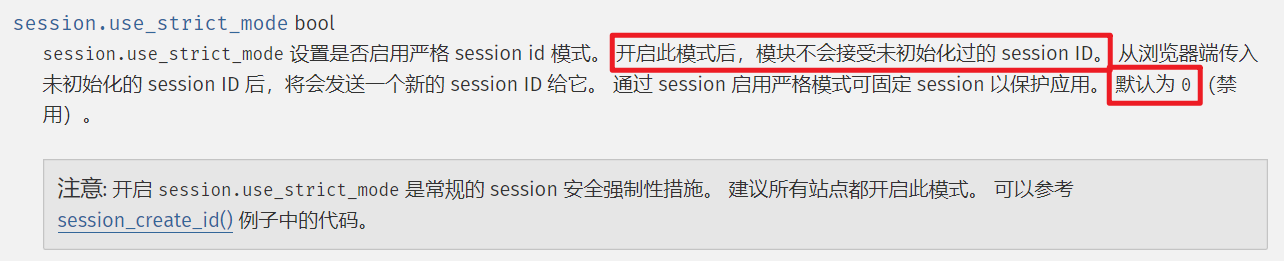 session.use_strict_mode bool
session.use_strict_mode 设置是否启用严格 session id 模式。 开启此模式后，模块不会接受未初始化过的 session ID。 从浏览器端传入
未初始化的 session ID 后，将会发送一个新的 session ID 给它。 通过 session 启用严格模式可固定 session 以保护应用。 默认为 0（禁
用）。
注意: 开启 session.use_strict_mode 是常规的 session 安全强制性措施。 建议所有站点都开启此模式。 可以参考
session_create_id() 例子中的代码。